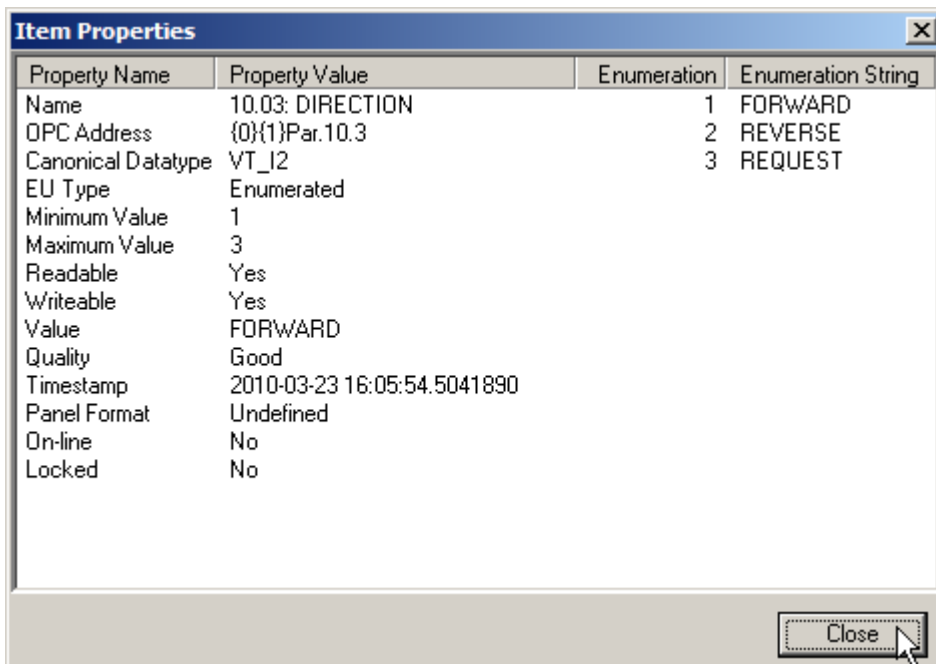 Item Properties
Property Name Property Value Enumeration Enumeration String
Name 10.03: DIRECTION 1 FORWARD
OPC Address {0}{1}Par.10.3 2 REVERSE
Canonical Datatype VT_I2 3 REQUEST
EU Type Enumerated
Minimum Value 1
Maximum Value 3
Readable Yes
Writeable Yes
Value FORWARD
Quality Good
Timestamp 2010-03-23 16:05:54.5041890
Panel Format Undefined
On-line No
Locked No
Close